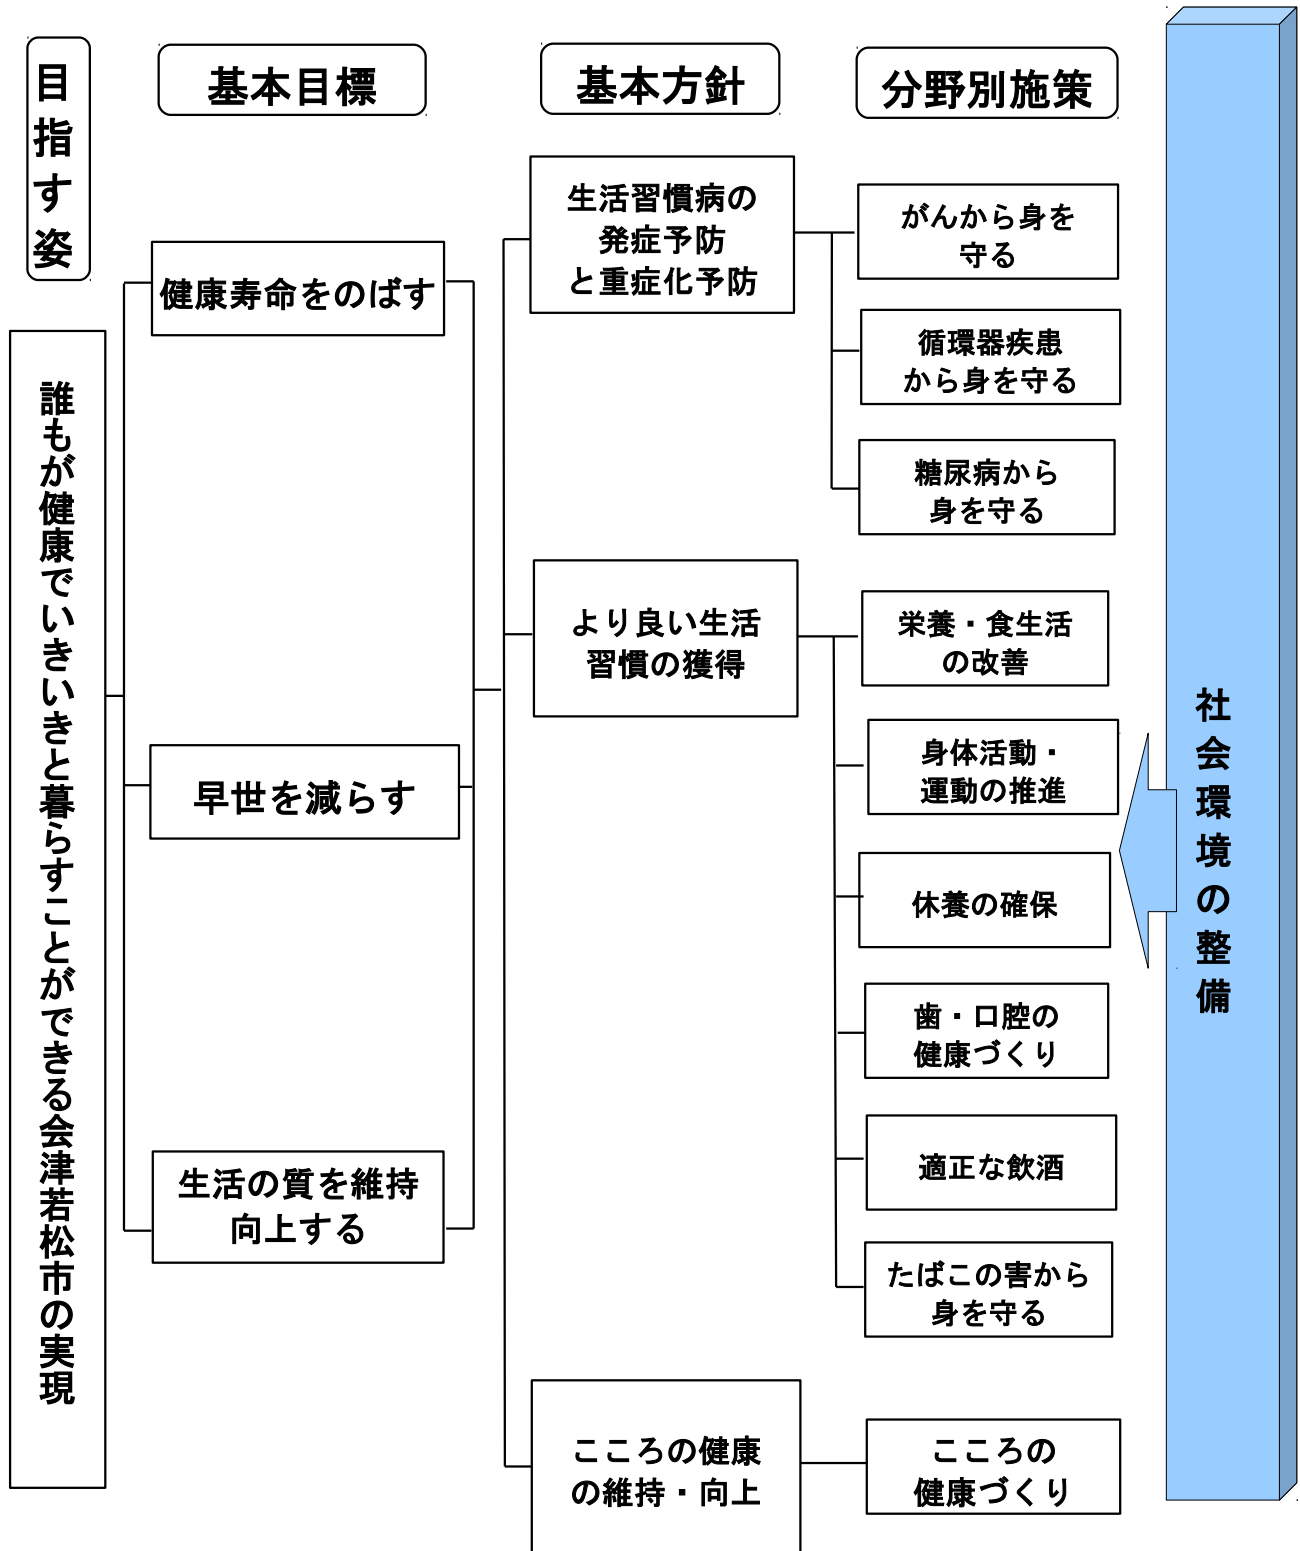 目指す姿
基本目標
基本方針
分野別施策
誰もが健康でいきいきと暮らすことができる会津若松市の実現
健康寿命をのばす
早世を減らす
生活の質を維持
向上する
生活習慣病の
発症予防
と重症化予防
より良い生活
習慣の獲得
こころの健康
の維持・向上
がんから身を
守る
循環器疾患
から身を守る
糖尿病から
身を守る
栄養・食生活
の改善
身体活動・
運動の推進
休養の確保
歯・口腔の
健康づくり
適正な飲酒
たばこの害から
身を守る
こころの
健康づくり
社会環境の整備